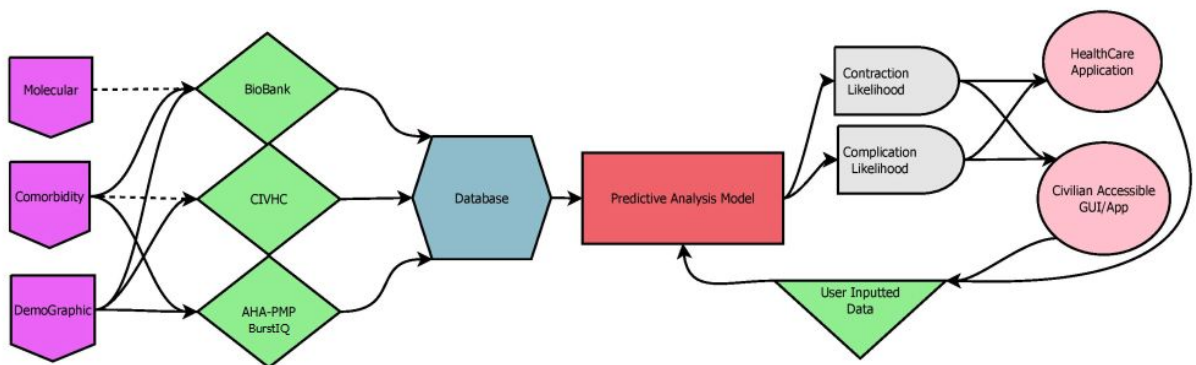 Molecular
Comorbidity
DemoGraphic
BioBank
CIVHC
AHA-PMP
BurstIQ
Database
Predictive Analysis Model
Contraction
Likelihood
Complication
Likelihood
HealthCare
Application
Civilian Accessible
GUI/App
User Inputted
Data